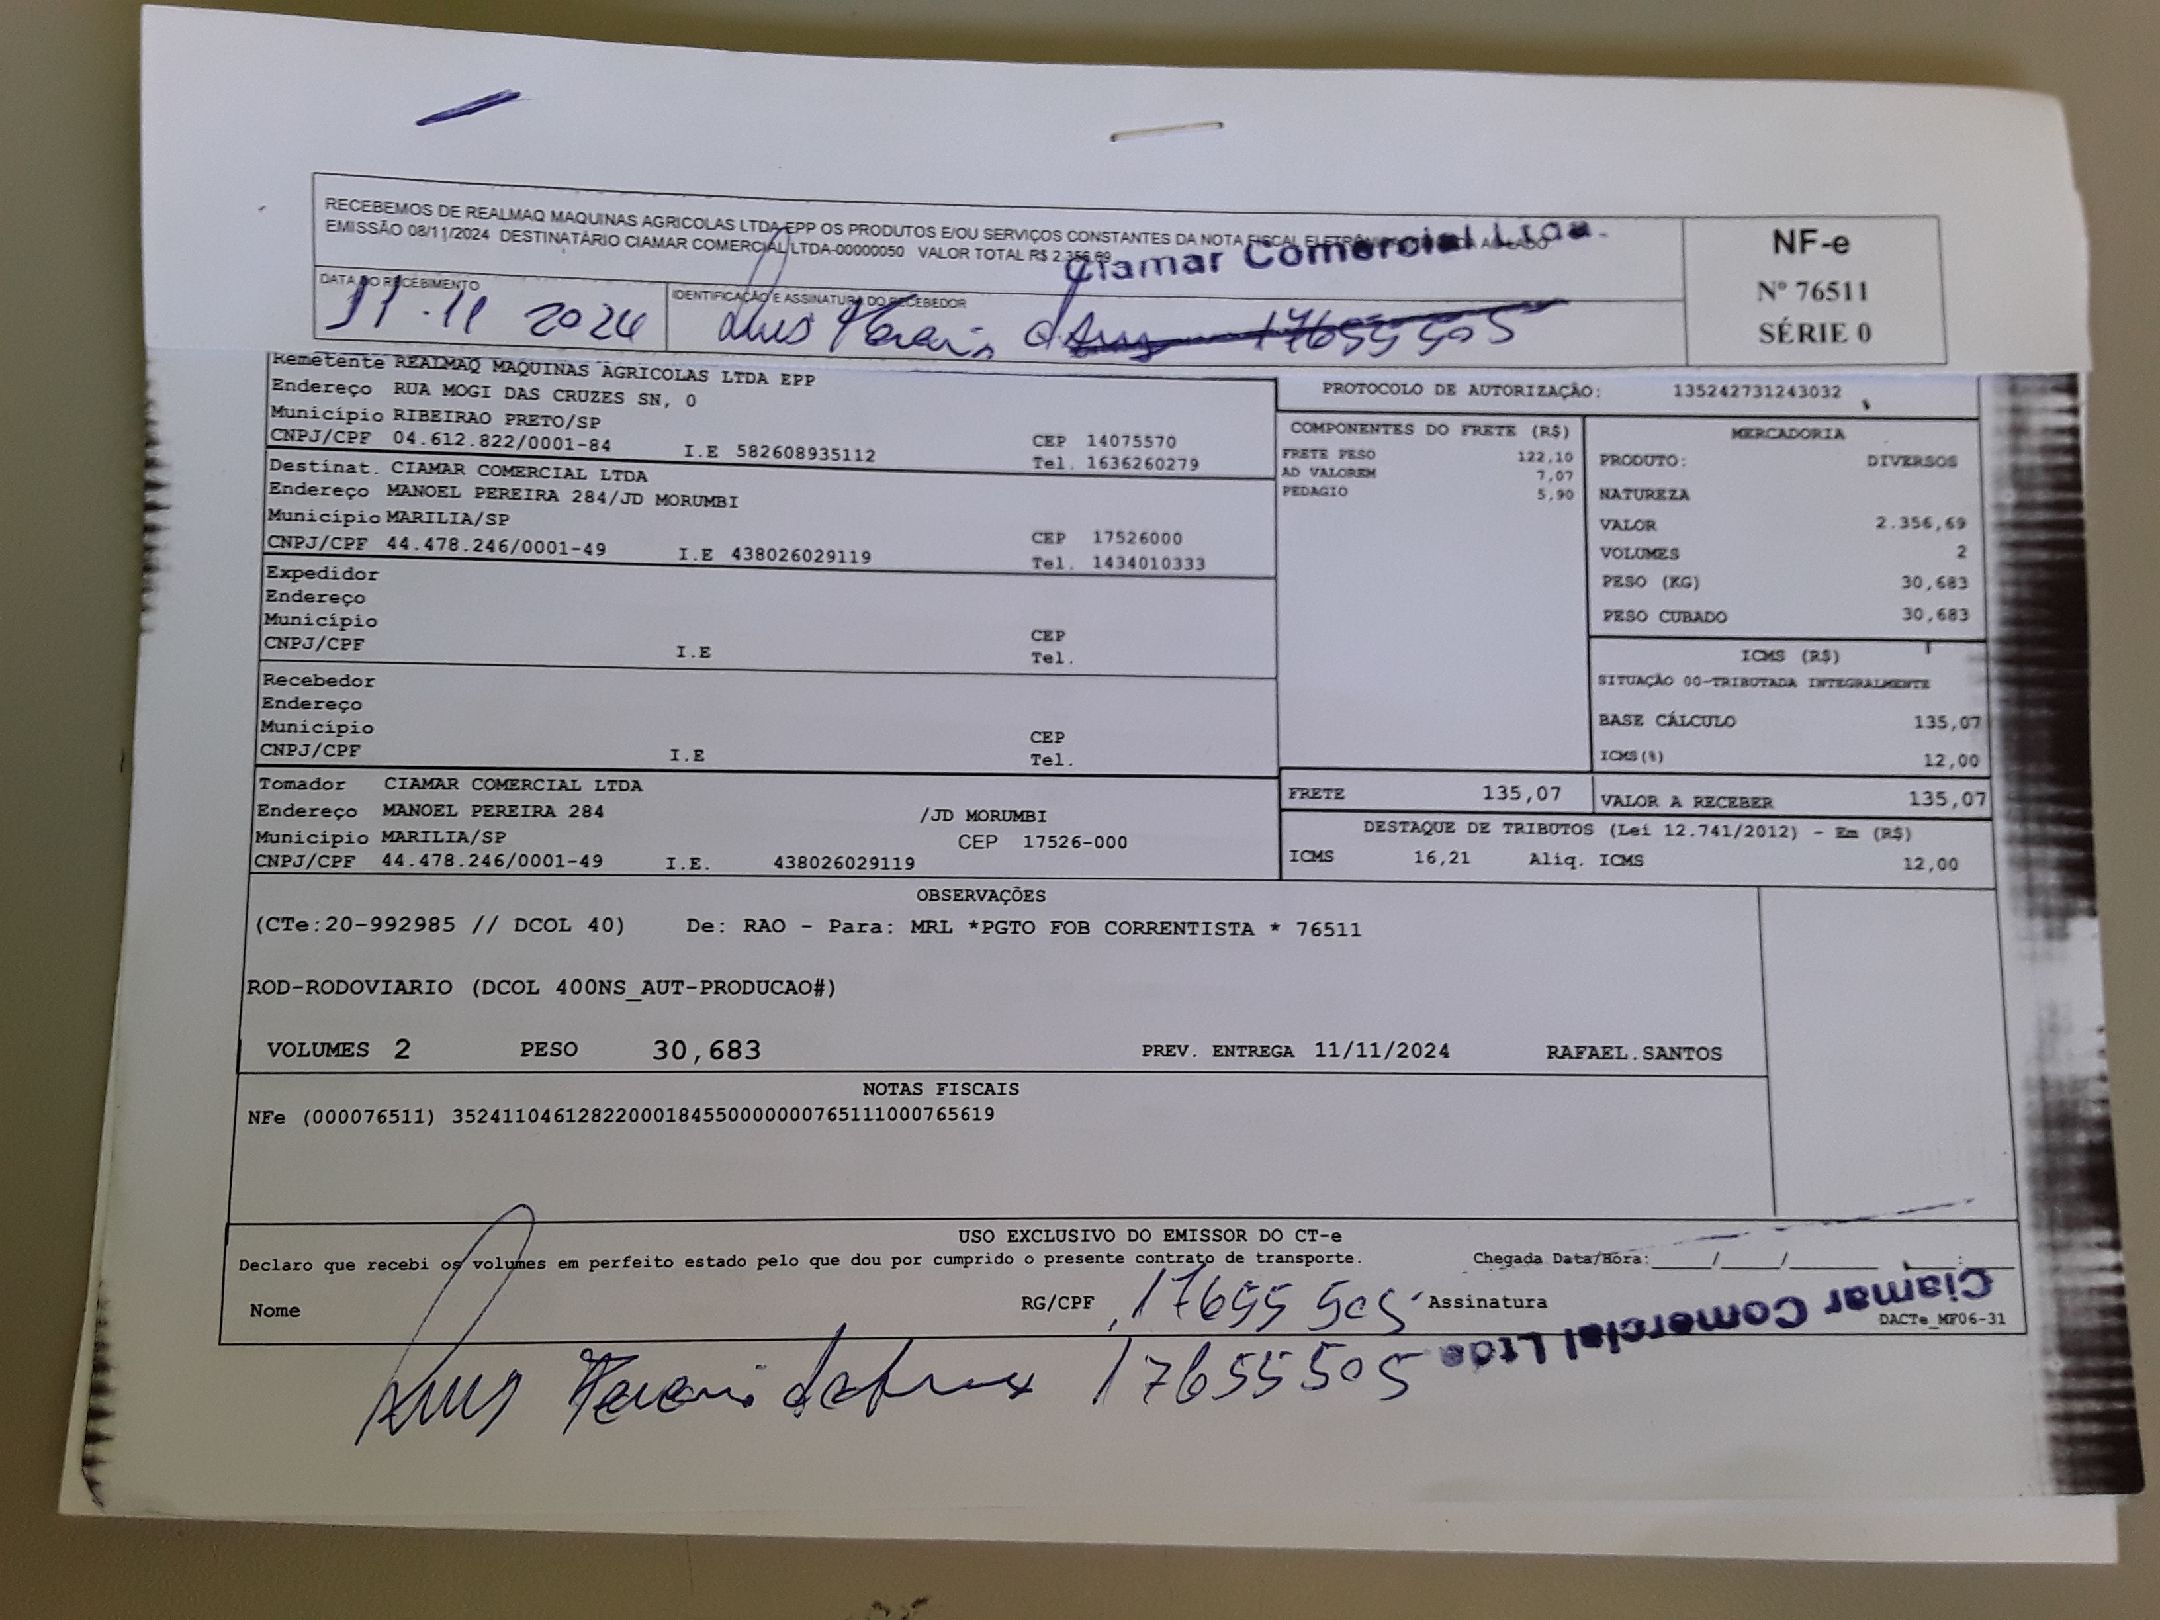 RECEBEMOS DE REALMAQ MAQUINAS AGRICOLAS LTDA EPP OS PRODUTOS E/OU SERVIÇOS CONSTANTES DA NOTA FISCAL
EMISSÃO 08/11/2024 DESTINATÁRIO CIAMAR COMERCIAL LTDA-00000050 VALOR TOTAL R$ 2.356,69
Ciamar Comercial Ltda.
NF-e
Nº 76511
SÉRIE 0
DATA DO RECEBIMENTO
11.11 2024
IDENTIFICAÇÃO E ASSINATURA DO RECEBEDOR
Luis 17655505
Remetente REALMAQ MAQUINAS AGRICOLAS LTDA EPP
Endereço RUA MOGI DAS CRUZES SN, 0
Município RIBEIRAO PRETO/SP
CNPJ/CPF 04.612.822/0001-84 I.E 582608935112
CEP 14075570
Tel. 1636260279
Destinat. CIAMAR COMERCIAL LTDA
Endereço MANOEL PEREIRA 284/JD MORUMBI
Município MARILIA/SP
CNPJ/CPF 44.478.246/0001-49 I.E 438026029119
CEP 17526000
Tel. 1434010333
Expedidor
Endereço
Município
CNPJ/CPF I.E
CEP
Tel.
Recebedor
Endereço
Município
CNPJ/CPF I.E
CEP
Tel.
Tomador CIAMAR COMERCIAL LTDA
Endereço MANOEL PEREIRA 284 /JD MORUMBI
Município MARILIA/SP CEP 17526-000
CNPJ/CPF 44.478.246/0001-49 I.E. 438026029119
PROTOCOLO DE AUTORIZAÇÃO: 135242731243032
COMPONENTES DO FRETE (R$)
FRETE PESO 122,10
AD VALOREM 7,07
PEDAGIO 5,90
MERCADORIA
PRODUTO: DIVERSOS
NATUREZA
VALOR 2.356,69
VOLUMES 2
PESO (KG) 30,683
PESO CUBADO 30,683
ICMS (R$)
SITUAÇÃO 00-TRIBUTADA INTEGRALMENTE
BASE CÁLCULO 135,07
ICMS(%) 12,00
FRETE 135,07
VALOR A RECEBER 135,07
DESTAQUE DE TRIBUTOS (Lei 12.741/2012) - Em (R$)
ICMS 16,21 Aliq. ICMS 12,00
OBSERVAÇÕES
(CTe:20-992985 // DCOL 40) De: RAO - Para: MRL *PGTO FOB CORRENTISTA * 76511
ROD-RODOVIARIO (DCOL 400NS_AUT-PRODUCAO#)
VOLUMES 2 PESO 30,683 PREV. ENTREGA 11/11/2024 RAFAEL.SANTOS
NOTAS FISCAIS
NFe (000076511) 35241104612822000184550000000765111000765619
USO EXCLUSIVO DO EMISSOR DO CT-e
Declaro que recebi os volumes em perfeito estado pelo que dou por cumprido o presente contrato de transporte. Chegada Data/Hora:_____/_____/________ ____:____
Nome RG/CPF 17655505 Assinatura
Ciamar Comercial Ltda
DACTe_MF06-31
Luis 17655505